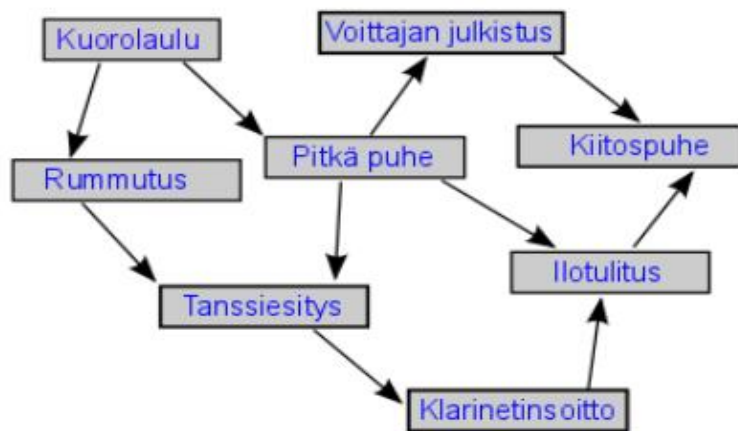 Kuorolaulu
Voittajan julkistus
Pitkä puhe
Kiitospuhe
Rummutus
Ilotulitus
Tanssiesitys
Klarinetinsoitto